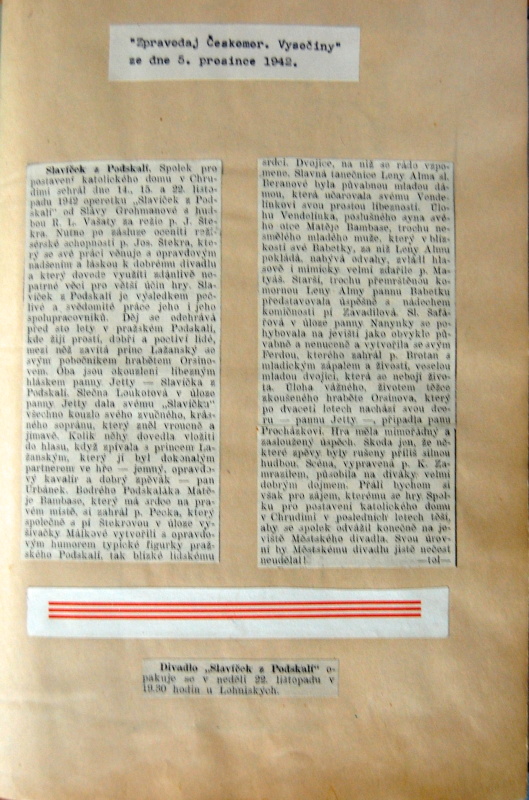 "Zpravodaj Českomor. Vysočiny"
ze dne 5. prosince 1942.
Slavíček z Podskalí. Spolek pro
postavení katolického domu v Chru-
dimi sehrál dne 14., 15. a 22. listo-
padu 1942 operetku „Slavíček z Pod-
skalí" od Slávy Grohmanové s hud-
bou R. L. Vašaty za režie p. J. Šte-
kra. Nutno po zásluze oceniti reži-
sérské schopnosti p. Jos. Štekra, kte-
rý se své práci věnuje s opravdovým
nadšením a láskou k dobrému divadlu
a který dovede využíti zdánlivě ne-
patrné věci pro větší účin hry. Sla-
víček z Podskalí je výsledkem peč-
livé a svědomité práce jeho i jeho
spolupracovníků. Děj se odehrává
před sto lety v pražském Podskalí,
kde žijí prostí, dobří a poctiví lidé,
mezi něž zavítá princ Lažanský se
svým pobočníkem hrabětem Orsino-
vem. Oba jsou okouzleni líbezným
hláskem panny Jetty — Slavíčka z
Podskalí. Slečna Loukotová v úloze
panny Jetty dala svému „Slavíčku"
všechno kouzlo svého zvučného, krás-
ného sopránu, který zněl vroucně a
jímavě. Kolik něhy dovedla vložiti
do hlasu, když zpívala s princem La-
žanským, který jí byl dokonalým
partnerem ve hře — jemný, opravdo-
vý kavalír a dobrý zpěvák — pan
Urbánek. Bodrého Podskaláka Matě-
je Bambase, který má srdce na pra-
vém místě, si zahrál p. Pecka, který
společně s pí Štekrovou v úloze vy-
šívačky Málkové vytvořili s opravdo-
vým humorem typické figurky praž-
ského Podskalí, tak blízké lidskému
srdci. Dvojice, na niž se rádo vzpo-
mene. Slavná tanečnice Leny Alma sl.
Beranové byla půvabnou mladou dá-
mou, která učarovala svému Vende-
línkovi svou prostou líbezností. Úlo-
hu Vendelínka, poslušného syna své-
ho otce Matěje Bambase, trochu ne-
smělého mladého muže, který v blíz-
kosti své Babetky, za niž Lény Almu
pokládá, nabývá odvahy, zvlášť hla-
sově i mimicky velmi zdařile p. Ma-
tyáš. Starší, trochu přemrštěnou ko-
mornou Leny Almy pannu Babetku
představovala úspěšně s nádechem
komičnosti pí Zavadilová. Sl. Šafá-
řová v úloze panny Nanynky se po-
hybovala na jevišti jako obvykle pů-
vabně a nenuceně a vytvořila se svým
Ferdou, kterého zahrál p. Brotan s
mladickým zápalem a živostí, veselou
mladou dvojici, která se nebojí živo-
ta. Úloha vážného, životem těžce
zkoušeného hraběte Orsinova, který
po dvaceti letech nachází svou dce-
ru — pannu Jetty —, připadla panu
Procházkovi. Hra měla mimořádný a
zasloužený úspěch. Škoda jen, že ně-
které zpěvy byly rušeny příliš silnou
hudbou. Scéna, vypravená p. K. Za-
mrazilem, působila na diváky velmi
dobrým dojmem. Přáli bychom si
však pro zájem, kterému se hry Spol-
ku pro postavení katolického domu
v Chrudimi v posledních letech těší,
aby se spolek odvážil konečně na je-
viště Městského divadla. Svou úrov-
ní by Městskému divadlu jistě nečest
neudělal! —tol—
Divadlo „Slavíček z Podskalí" o-
pakuje se v neděli 22. listopadu v
19.30 hodin u Lohniských.